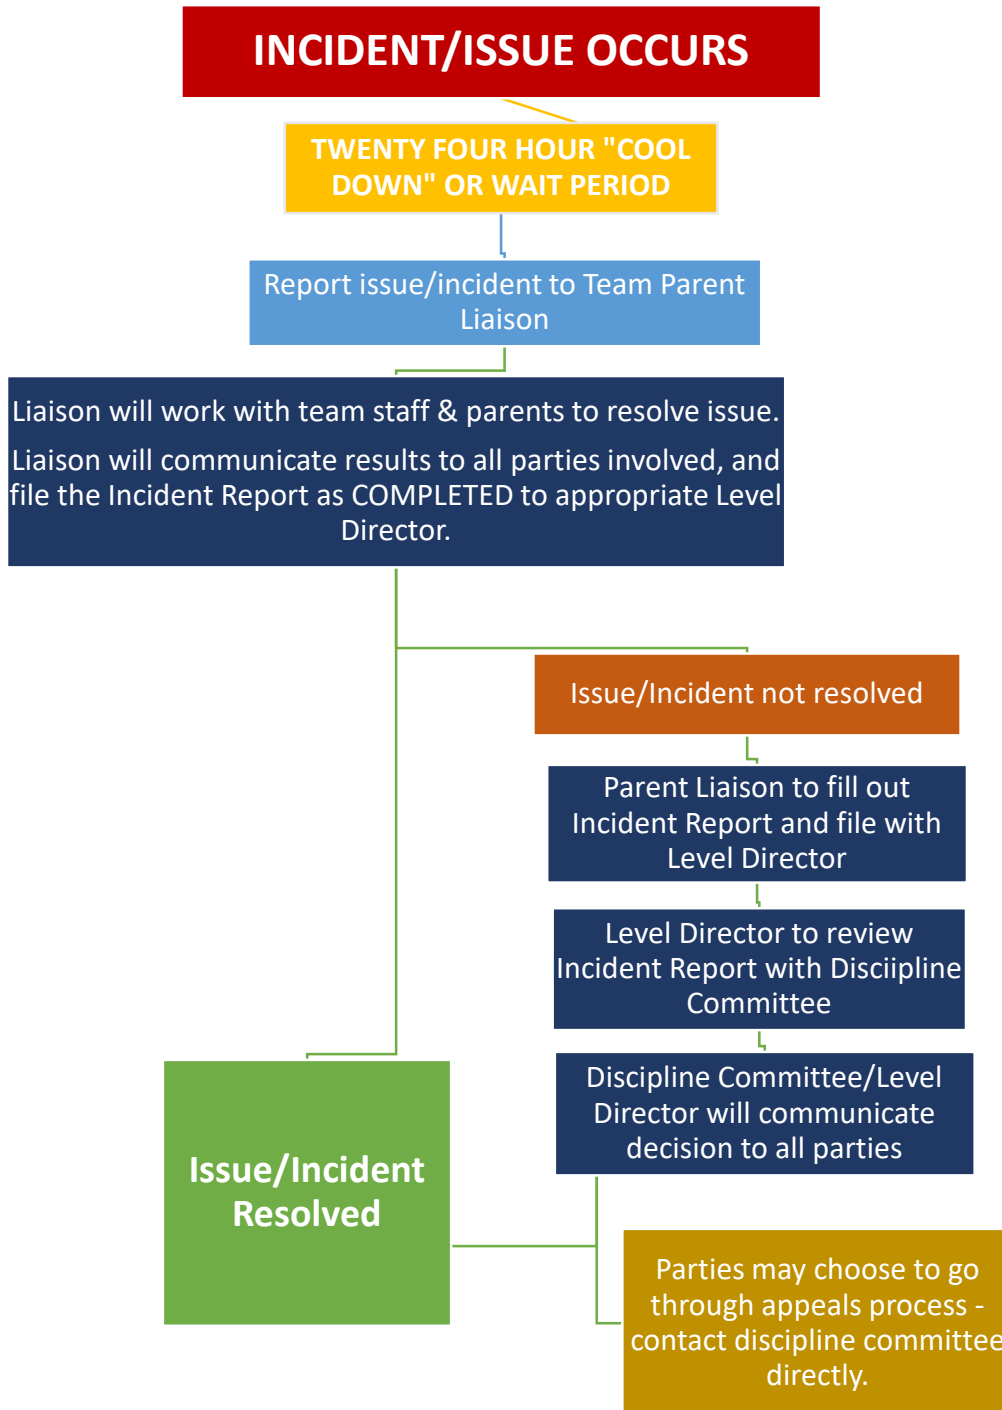 INCIDENT/ISSUE OCCURS
TWENTY FOUR HOUR "COOL
DOWN" OR WAIT PERIOD
Report issue/incident to Team Parent
Liaison
Liaison will work with team staff & parents to resolve issue.
Liaison will communicate results to all parties involved, and
file the Incident Report as COMPLETED to appropriate Level
Director.
Issue/Incident not resolved
Parent Liaison to fill out
Incident Report and file with
Level Director
Level Director to review
Incident Report with Disciipline
Committee
Discipline Committee/Level
Director will communicate
decision to all parties
Issue/Incident
Resolved
Parties may choose to go
through appeals process -
contact discipline committee
directly.